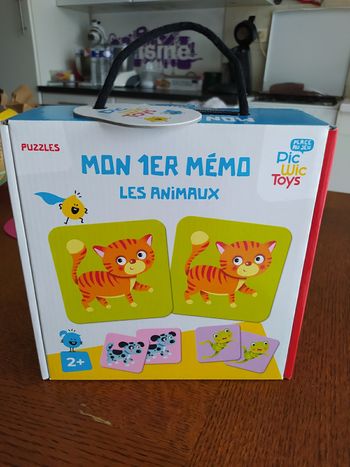 PUZZLES
MON 1ER MÉMO
LES ANIMAUX
PLACE
AU JEU
Pic
Wic
Toys
2+